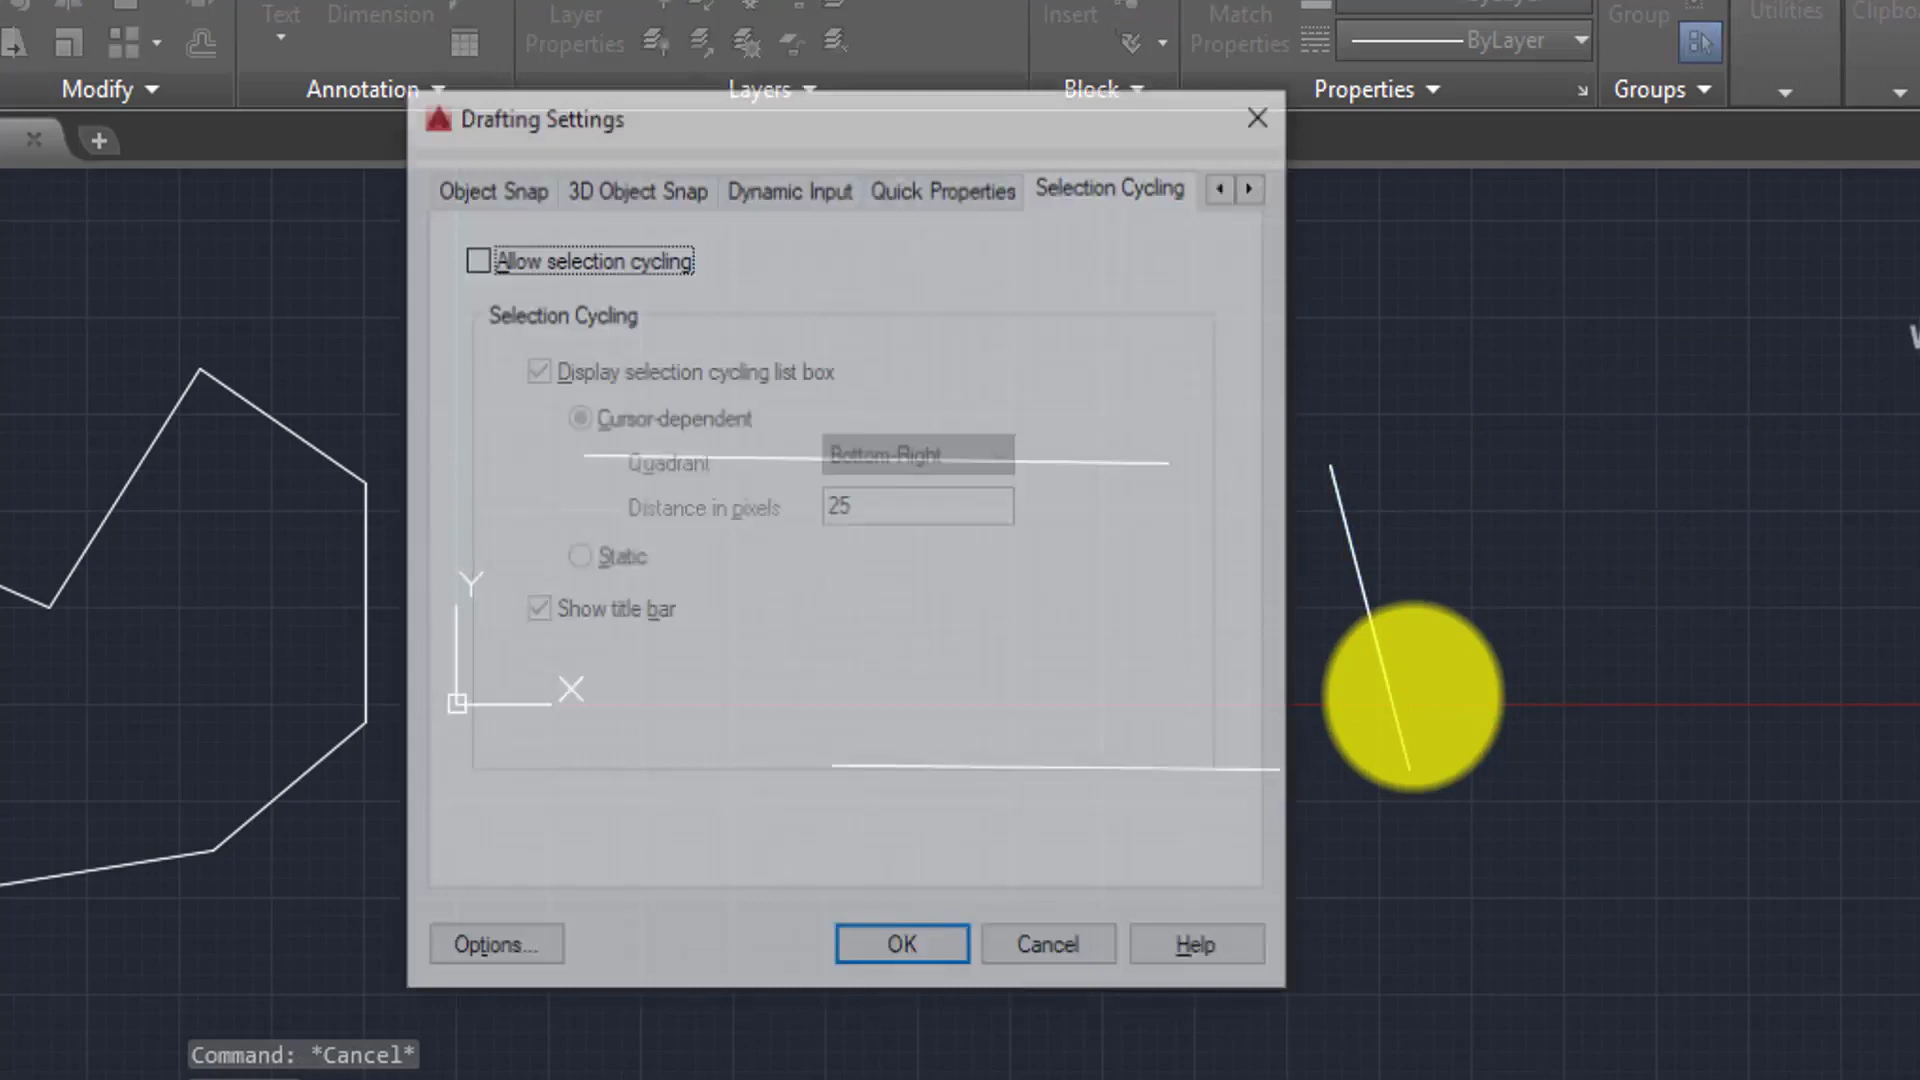 Text
Dimension
Layer
Properties
Insert
Match
Properties
ByLayer
Group
Utilities
Modify
Annotation
Layers
Block
Properties
Groups
Drafting Settings
Object Snap
3D Object Snap
Dynamic Input
Quick Properties
Selection Cycling
Allow selection cycling
Selection Cycling
Display selection cycling list box
Cursor-dependent
Quadrant
Bottom-Right
Distance in pixels
25
Static
Y
Show title bar
X
Options...
OK
Cancel
Help
Command: *Cancel*